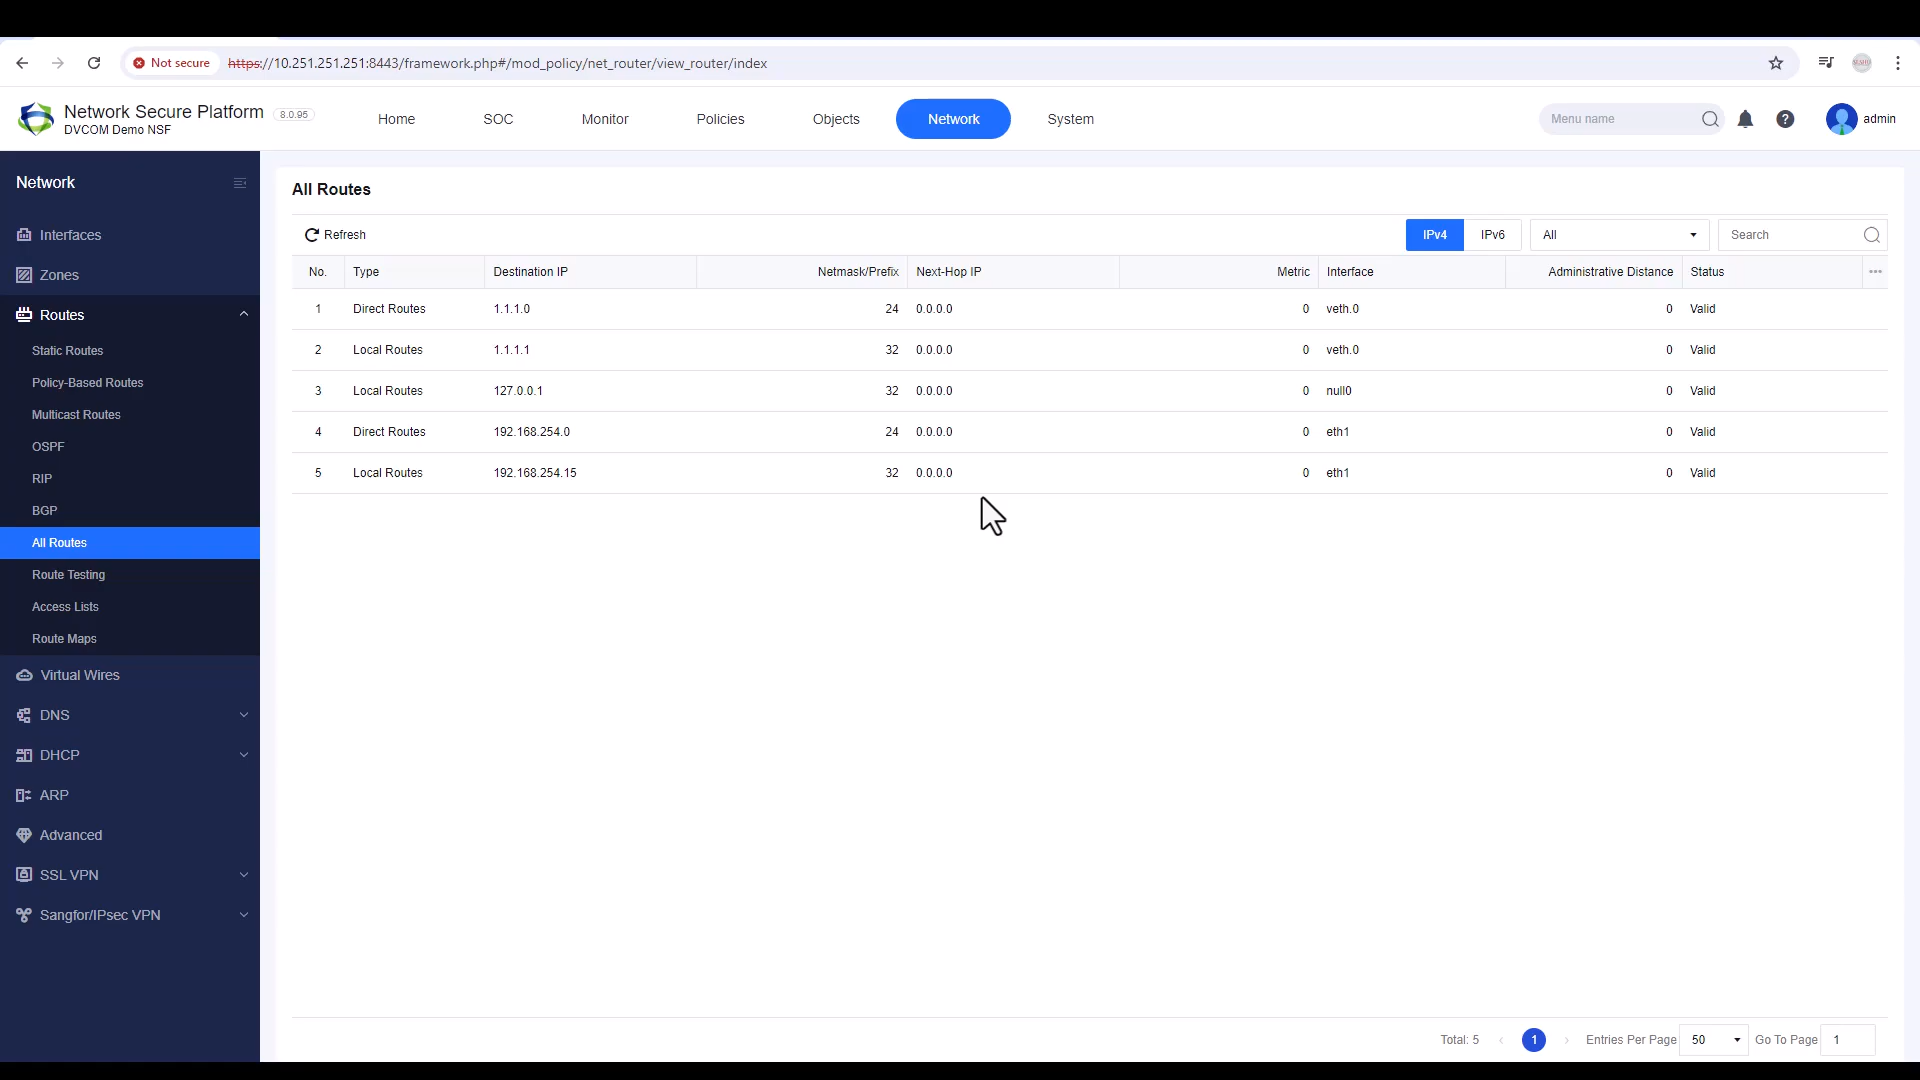 Not secure https://10.251.251.251:8443/framework.php#/mod_policy/net_router/view_router/index
Network Secure Platform 8.0.95
DVCOM Demo NSF
Home SOC Monitor Policies Objects Network System
Menu name
admin
Network
Interfaces
Zones
Routes
Static Routes
Policy-Based Routes
Multicast Routes
OSPF
RIP
BGP
All Routes
Route Testing
Access Lists
Route Maps
Virtual Wires
DNS
DHCP
ARP
Advanced
SSL VPN
Sangfor/IPsec VPN
All Routes
Refresh IPv4 IPv6 All Search
No. Type Destination IP Netmask/Prefix Next-Hop IP Metric Interface Administrative Distance Status
1 Direct Routes 1.1.1.0 24 0.0.0.0 0 veth.0 0 Valid
2 Local Routes 1.1.1.1 32 0.0.0.0 0 veth.0 0 Valid
3 Local Routes 127.0.0.1 32 0.0.0.0 0 null0 0 Valid
4 Direct Routes 192.168.254.0 24 0.0.0.0 0 eth1 0 Valid
5 Local Routes 192.168.254.15 32 0.0.0.0 0 eth1 0 Valid
Total: 5 1 Entries Per Page 50 Go To Page 1